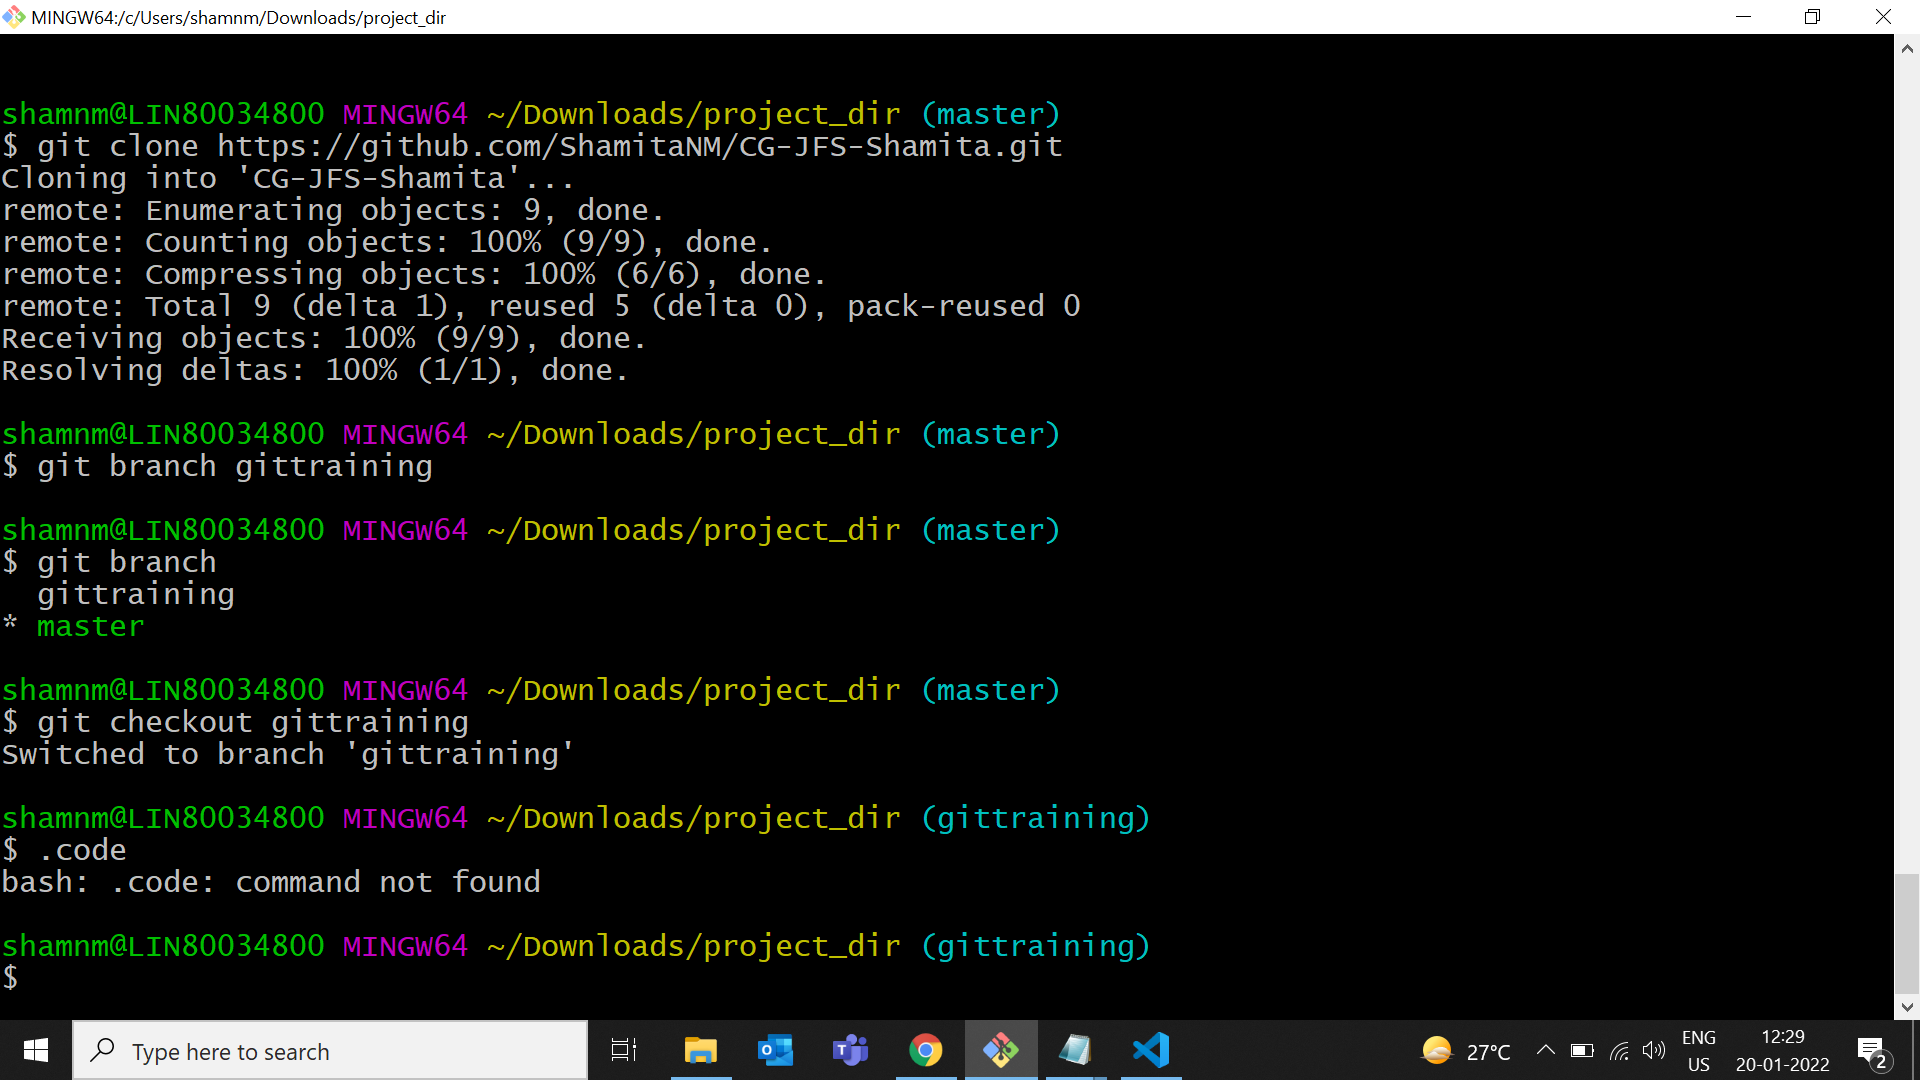 MINGW64:/c/Users/shamnm/Downloads/project_dir
shamnm@LIN80034800 MINGW64 ~/Downloads/project_dir (master)
$ git clone https://github.com/ShamitaNM/CG-JFS-Shamita.git
Cloning into 'CG-JFS-Shamita'...
remote: Enumerating objects: 9, done.
remote: Counting objects: 100% (9/9), done.
remote: Compressing objects: 100% (6/6), done.
remote: Total 9 (delta 1), reused 5 (delta 0), pack-reused 0
Receiving objects: 100% (9/9), done.
Resolving deltas: 100% (1/1), done.
shamnm@LIN80034800 MINGW64 ~/Downloads/project_dir (master)
$ git branch gittraining
shamnm@LIN80034800 MINGW64 ~/Downloads/project_dir (master)
$ git branch
  gittraining
* master
shamnm@LIN80034800 MINGW64 ~/Downloads/project_dir (master)
$ git checkout gittraining
Switched to branch 'gittraining'
shamnm@LIN80034800 MINGW64 ~/Downloads/project_dir (gittraining)
$ .code
bash: .code: command not found
shamnm@LIN80034800 MINGW64 ~/Downloads/project_dir (gittraining)
$
Type here to search
27°C
ENG
US
12:29
20-01-2022
2